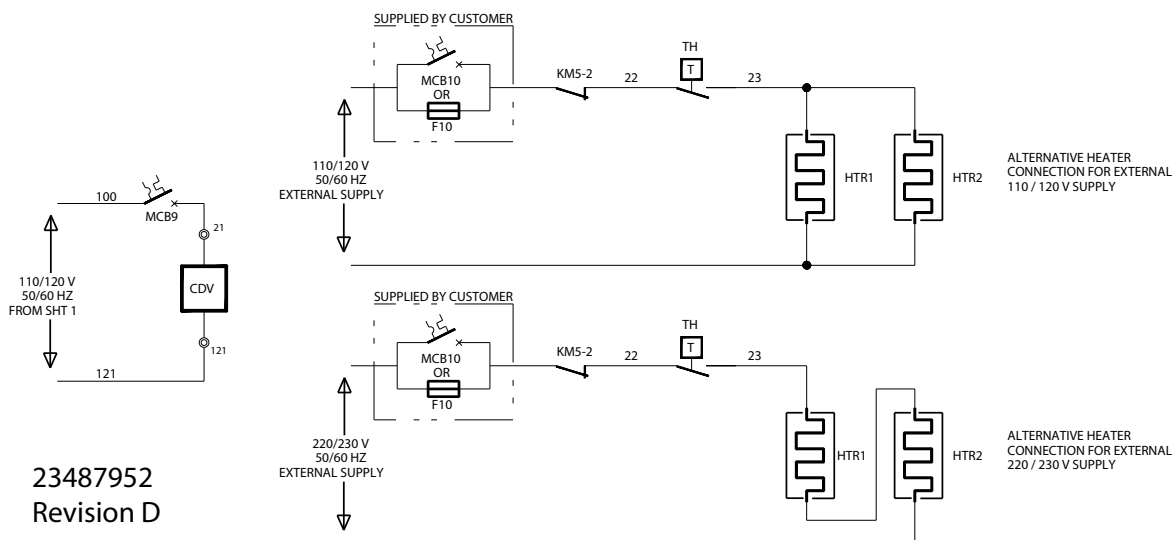 SUPPLIED BY CUSTOMER
MCB10
OR
F10
KM5-2
22
TH
T
23
110/120 V
50/60 HZ
EXTERNAL SUPPLY
HTR1
HTR2
ALTERNATIVE HEATER
CONNECTION FOR EXTERNAL
110 / 120 V SUPPLY
100
MCB9
21
CDV
110/120 V
50/60 HZ
FROM SHT 1
121
121
SUPPLIED BY CUSTOMER
MCB10
OR
F10
KM5-2
22
TH
T
23
220/230 V
50/60 HZ
EXTERNAL SUPPLY
HTR1
HTR2
ALTERNATIVE HEATER
CONNECTION FOR EXTERNAL
220 / 230 V SUPPLY
23487952
Revision D